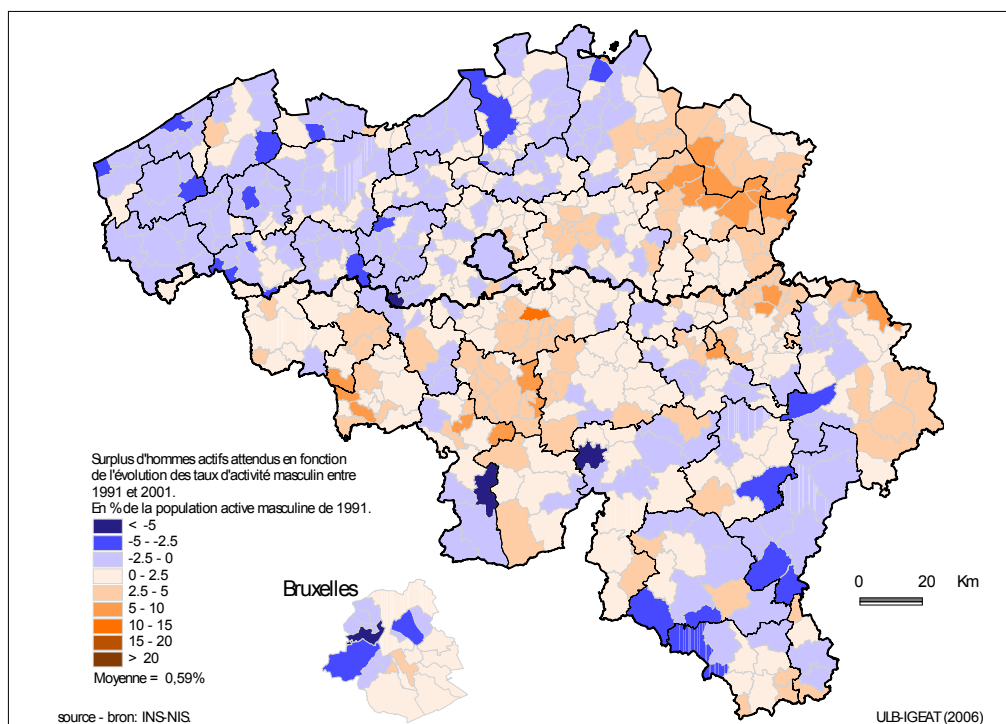 Surplus d'hommes actifs attendus en fonction
de l'évolution des taux d'activité masculin entre
1991 et 2001.
En % de la population active masculine de 1991.
< -5
-5 - -2.5
-2.5 - 0
0 - 2.5
2.5 - 5
5 - 10
10 - 15
15 - 20
> 20
Moyenne = 0,59%
Bruxelles
0 20 Km
source - bron: INS-NIS.
ULB-IGEAT (2006)